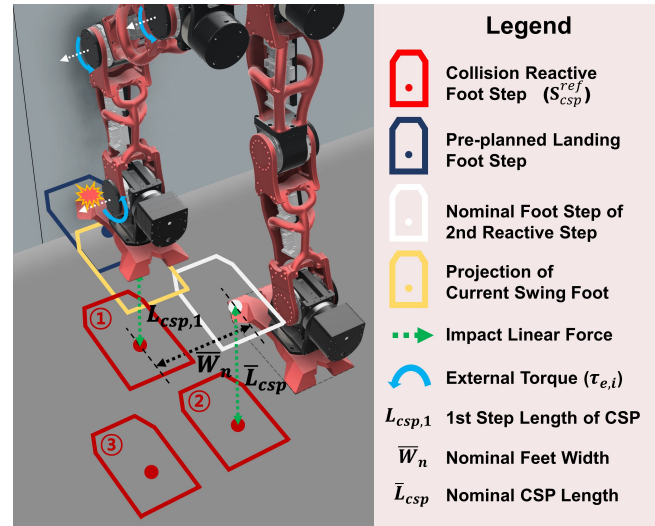 Legend
Collision Reactive
Foot Step (S_{csp}^{ref})
Pre-planned Landing
Foot Step
Nominal Foot Step of
2nd Reactive Step
Projection of
Current Swing Foot
Impact Linear Force
External Torque (τ_{e,i})
L_{csp,1} 1st Step Length of CSP
W̅_n Nominal Feet Width
L̅_{csp} Nominal CSP Length
①
L_{csp,1}
W̅_n
L̅_{csp}
②
③